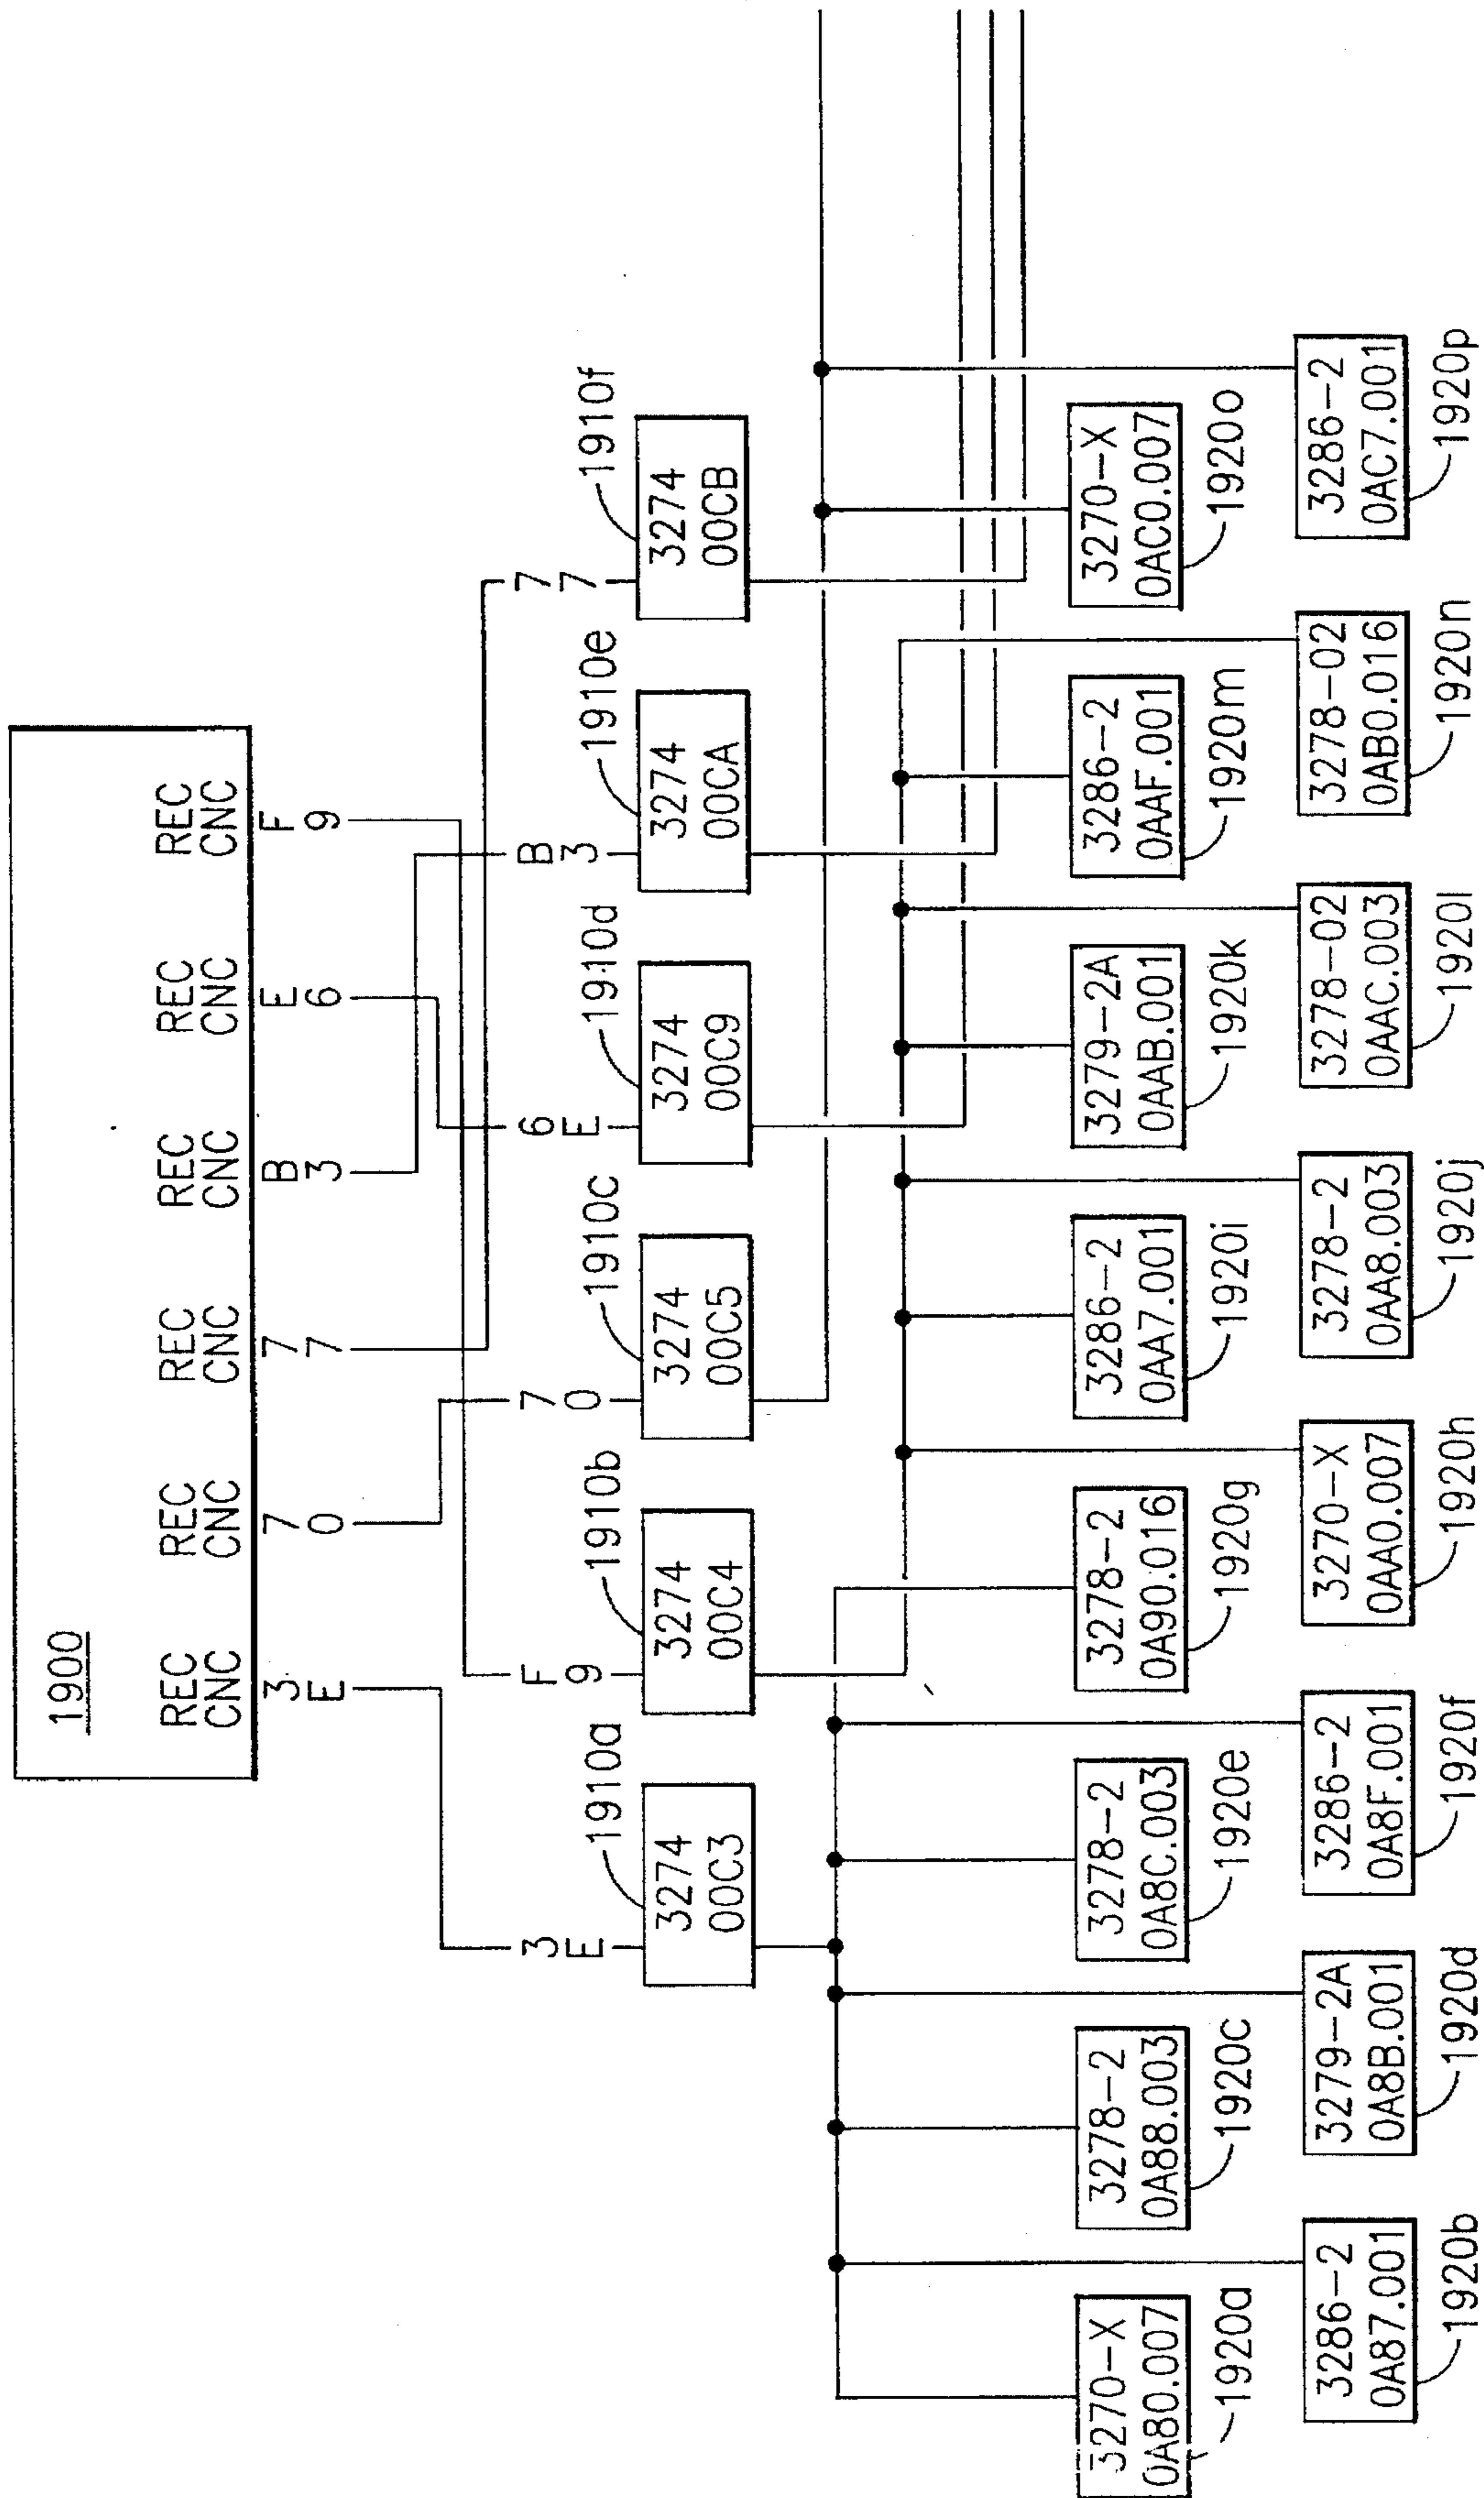 1900
REC
CNC
3
E
REC
CNC
7
0
REC
CNC
7
7
REC
CNC
B
3
REC
CNC
E
6
REC
CNC
F
9
3
E
F
9
7
0
6
E
B
3
7
7
1910a
3274
00C3
1910b
3274
00C4
1910c
3274
00C5
1910d
3274
00C9
1910e
3274
00CA
1910f
3274
00CB
3270-X
0A80.007
1920a
3278-2
0A88.003
1920c
3278-2
0A8C.003
1920e
3278-2
0A90.016
1920g
3286-2
0AA7.001
1920i
3279-2A
0AAB.001
1920k
3286-2
0AAF.001
1920m
3270-X
0AC0.007
1920o
3286-2
0A87.001
1920b
3279-2A
0A8B.001
1920d
3286-2
0A8F.001
1920f
3270-X
0AA0.007
1920h
3278-2
0AA8.003
1920j
3278-02
0AAC.003
1920l
3278-02
0AB0.016
1920n
3286-2
0AC7.001
1920p